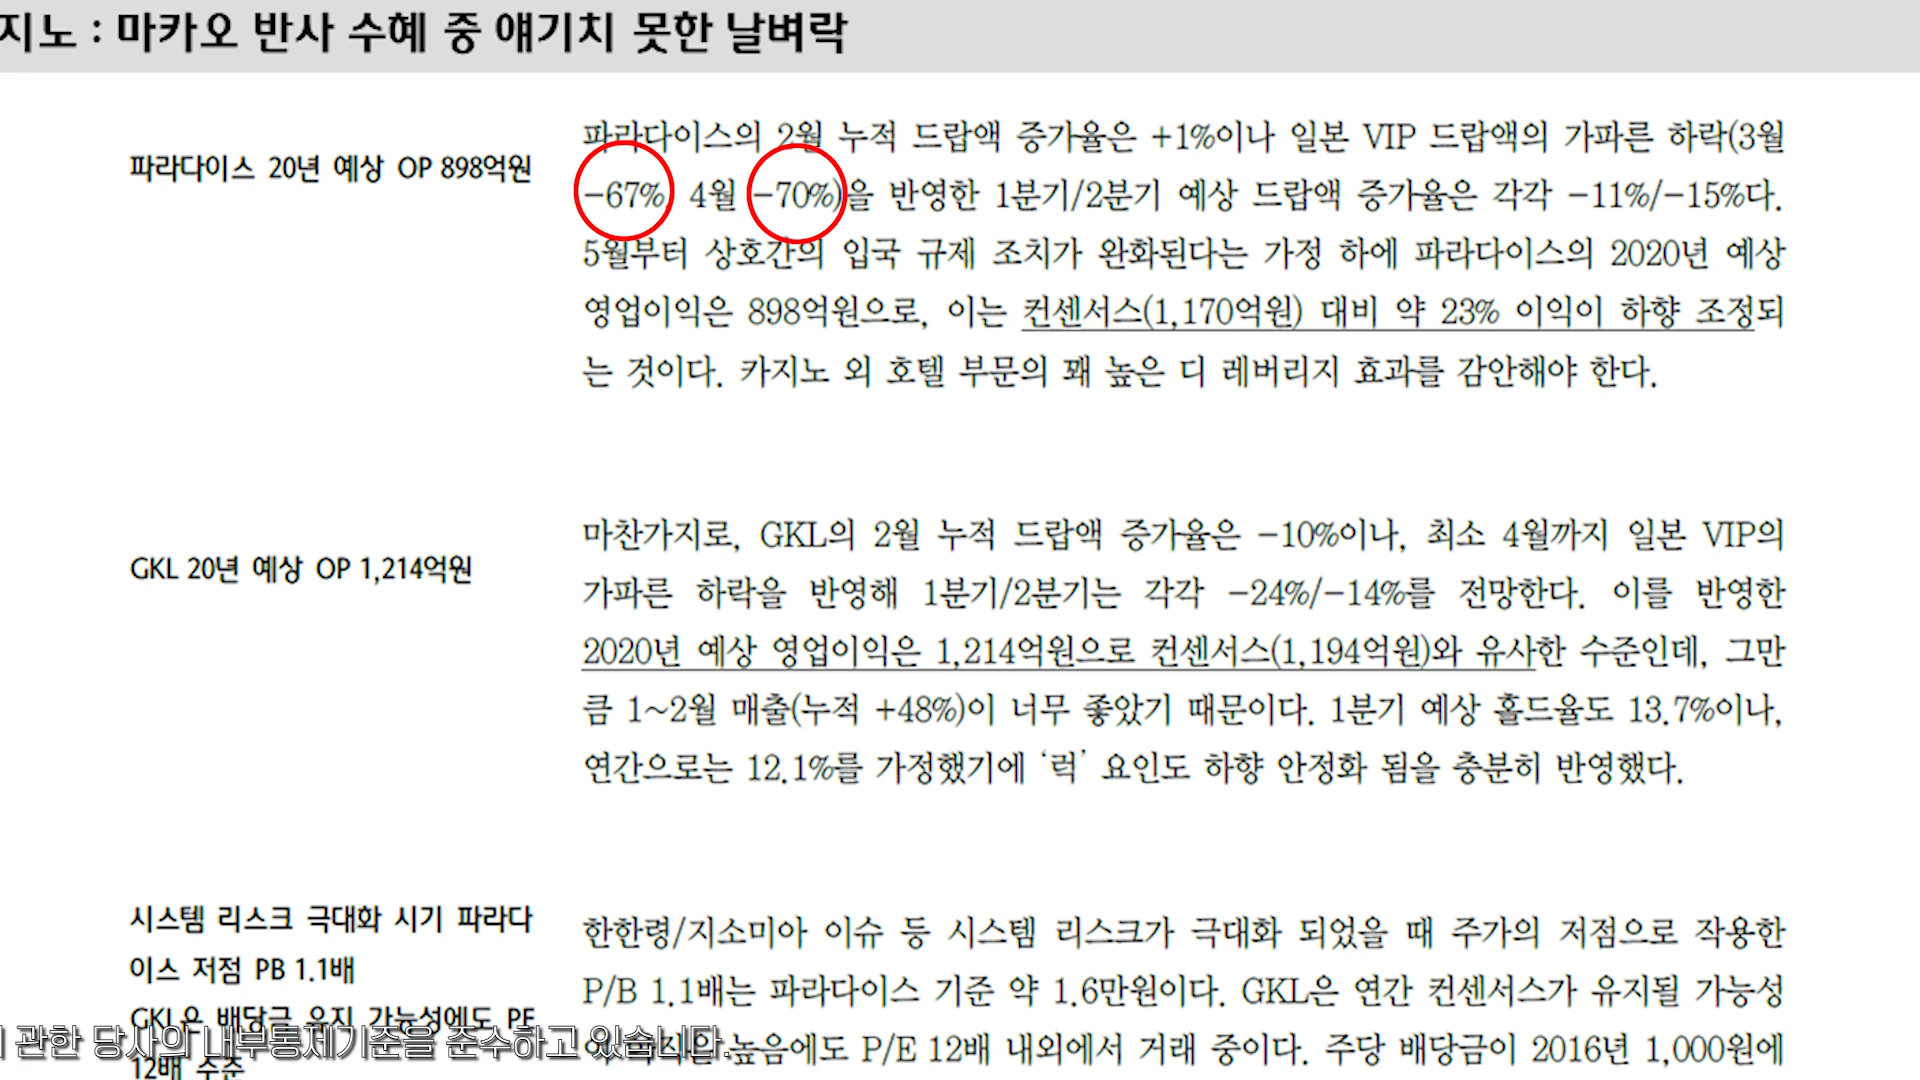 지노 : 마카오 반사 수혜 중 얘기치 못한 날벼락
파라다이스 20년 예상 OP 898억원
파라다이스의 2월 누적 드랍액 증가율은 +1%이나 일본 VIP 드랍액의 가파른 하락(3월
-67%, 4월 -70%)을 반영한 1분기/2분기 예상 드랍액 증가율은 각각 -11%/-15%다.
5월부터 상호간의 입국 규제 조치가 완화된다는 가정 하에 파라다이스의 2020년 예상
영업이익은 898억원으로, 이는 컨센서스(1,170억원) 대비 약 23% 이익이 하향 조정되
는 것이다. 카지노 외 호텔 부문의 꽤 높은 디 레버리지 효과를 감안해야 한다.
GKL 20년 예상 OP 1,214억원
마찬가지로, GKL의 2월 누적 드랍액 증가율은 -10%이나, 최소 4월까지 일본 VIP의
가파른 하락을 반영해 1분기/2분기는 각각 -24%/-14%를 전망한다. 이를 반영한
2020년 예상 영업이익은 1,214억원으로 컨센서스(1,194억원)와 유사한 수준인데, 그만
큼 1~2월 매출(누적 +48%)이 너무 좋았기 때문이다. 1분기 예상 홀드율도 13.7%이나,
연간으로는 12.1%를 가정했기에 ‘럭’ 요인도 하향 안정화 됨을 충분히 반영했다.
시스템 리스크 극대화 시기 파라다
이스 저점 PB 1.1배
GKL은 배당금 유지 가능성에도 PE
12배 수준
한한령/지소미아 이슈 등 시스템 리스크가 극대화 되었을 때 주가의 저점으로 작용한
P/B 1.1배는 파라다이스 기준 약 1.6만원이다. GKL은 연간 컨센서스가 유지될 가능성
높음에도 P/E 12배 내외에서 거래 중이다. 주당 배당금이 2016년 1,000원에
관한 당사의 내부통제기준을 준수하고 있습니다.